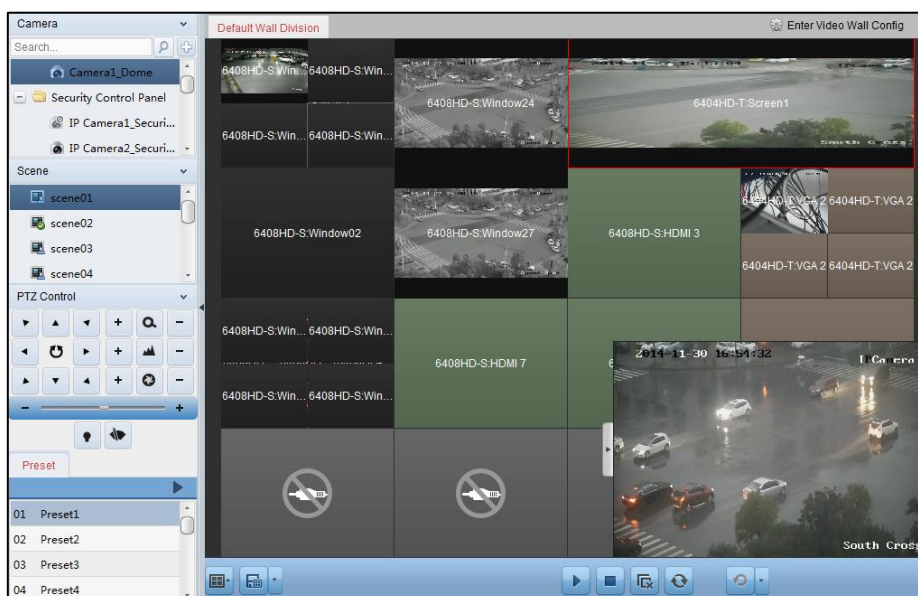 Camera
Search...
Camera1_Dome
Security Control Panel
IP Camera1_Securi...
IP Camera2_Securi...
Scene
scene01
scene02
scene03
scene04
PTZ Control
Preset
01 Preset1
02 Preset2
03 Preset3
04 Preset4
Default Wall Division
Enter Video Wall Config
6408HD-S:Win... 6408HD-S:Win...
6408HD-S:Window24
6404HD-T:Screen1
6408HD-S:Win... 6408HD-S:Win...
South Cross
6408HD-S:Window02
6408HD-S:Window27
6408HD-S:HDMI 3
6404HD-T:VGA 2 6404HD-T:VGA 2
6404HD-T:VGA 2 6404HD-T:VGA 2
6408HD-S:Win... 6408HD-S:Win...
6408HD-S:HDMI 7
6408HD-S:Win... 6408HD-S:Win...
2014-11-30 16:54:32
IPCamera
South Cross